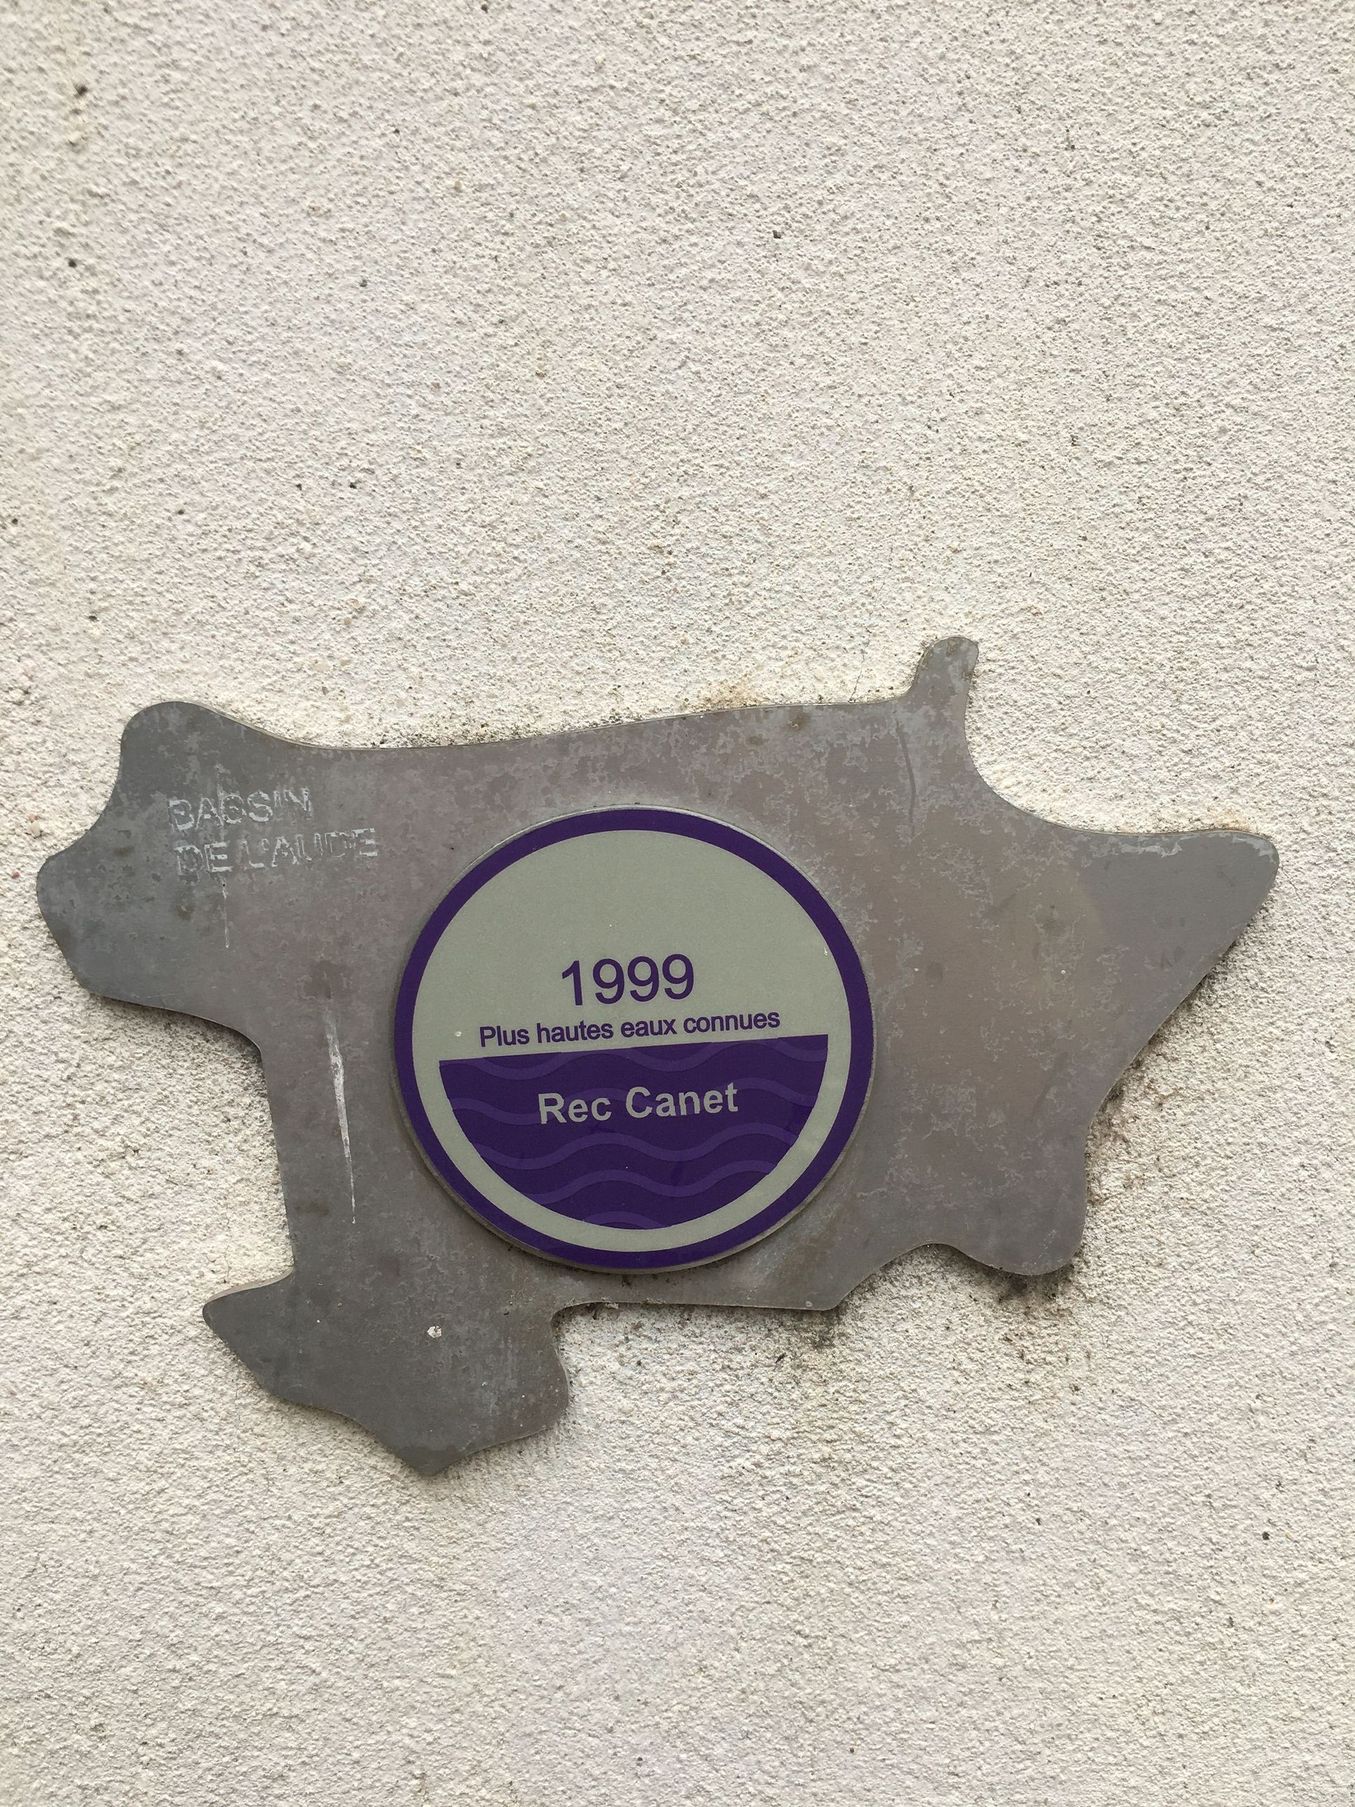 BASSIN
DE L'AUDE
1999
Plus hautes eaux connues
Rec Canet